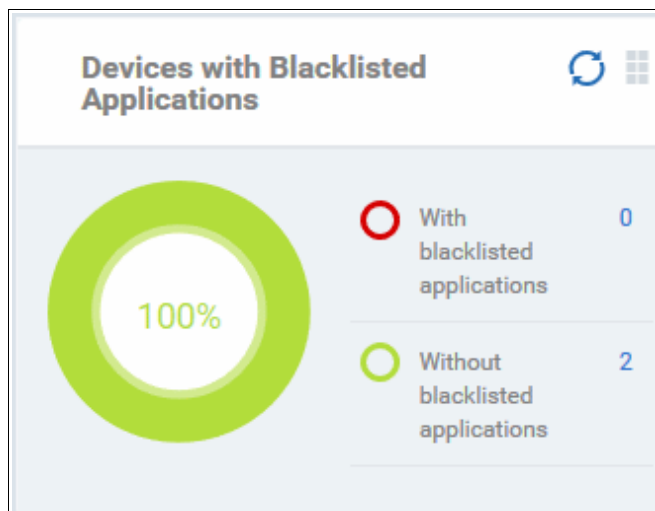 Devices with Blacklisted
Applications
100%
With
blacklisted
applications
0
Without
blacklisted
applications
2